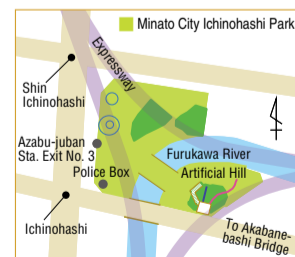 Minato City Ichinohashi Park
Expressway
Shin
Ichinohashi
Azabu-juban
Sta. Exit No. 3
Furukawa River
Police Box
Artificial Hill
Ichinohashi
To Akabane-
bashi Bridge